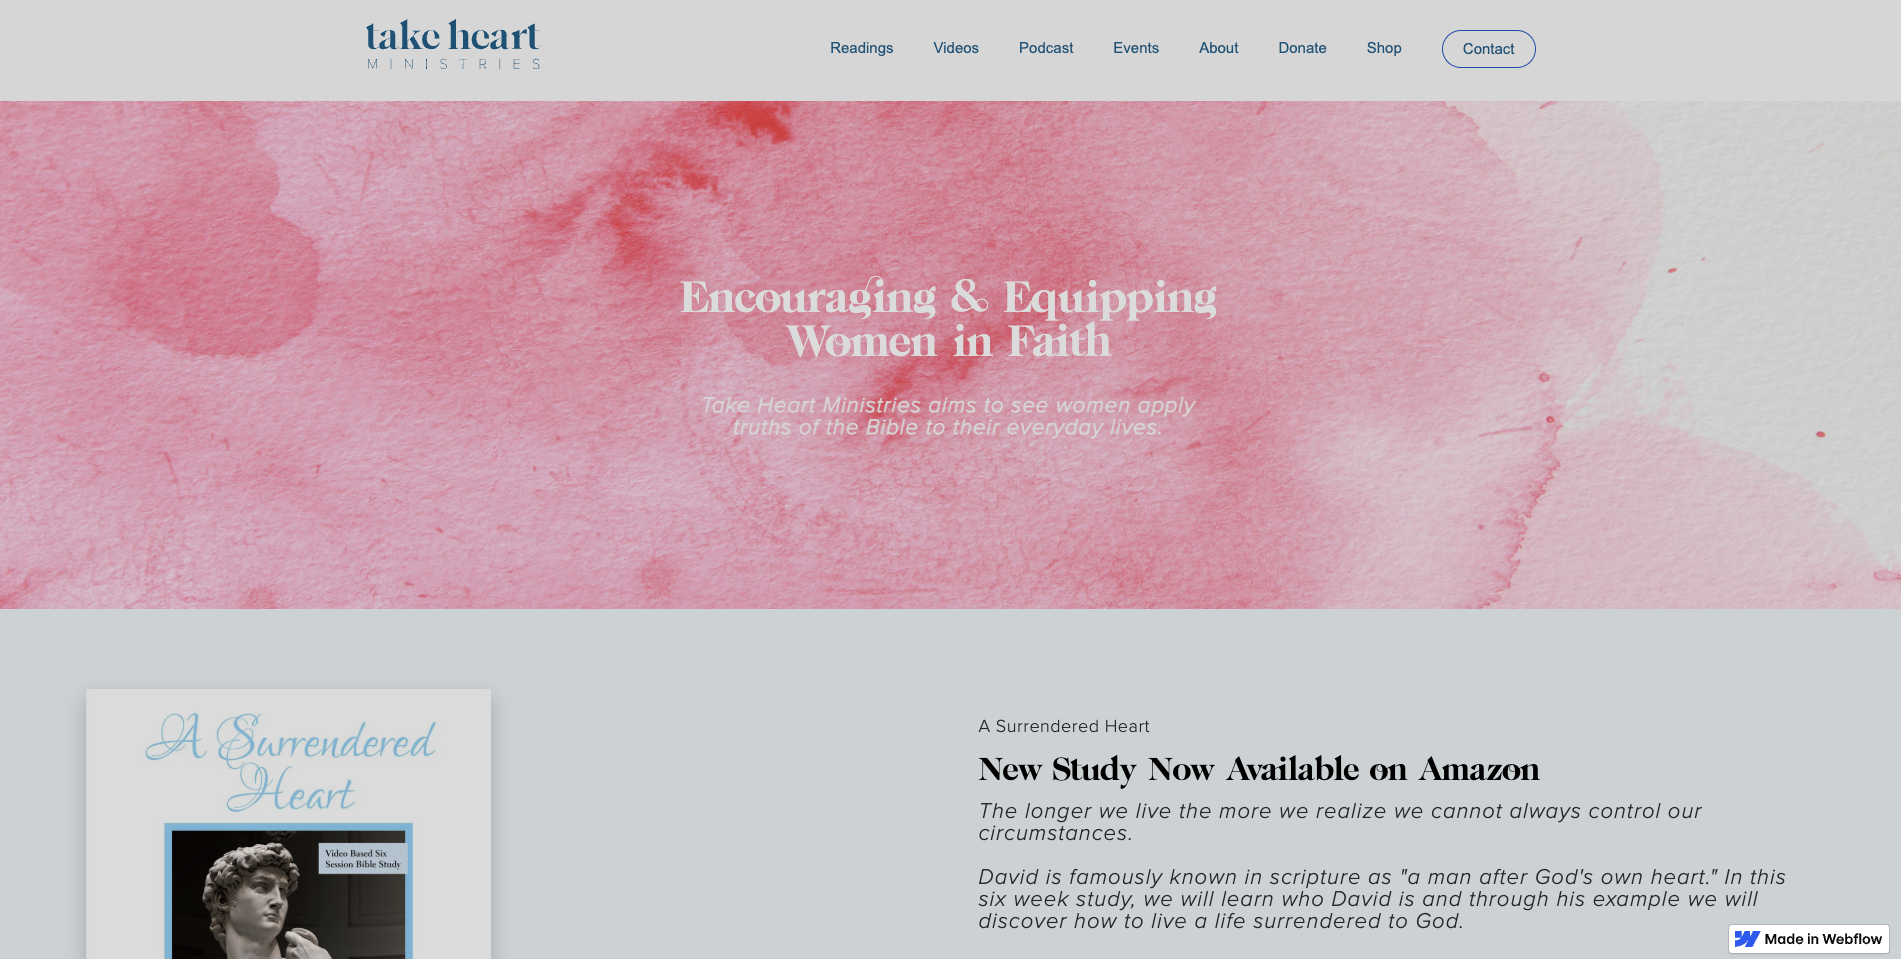 take heart
MINISTRIES
Readings
Videos
Podcast
Events
About
Donate
Shop
Contact
Encouraging & Equipping
Women in Faith
Take Heart Ministries aims to see women apply
truths of the Bible to their everyday lives.
A Surrendered
Heart
Video Based Six
Session Bible Study
A Surrendered Heart
New Study Now Available on Amazon
The longer we live the more we realize we cannot always control our
circumstances.
David is famously known in scripture as "a man after God's own heart." In this
six week study, we will learn who David is and through his example we will
discover how to live a life surrendered to God.
Made in Webflow